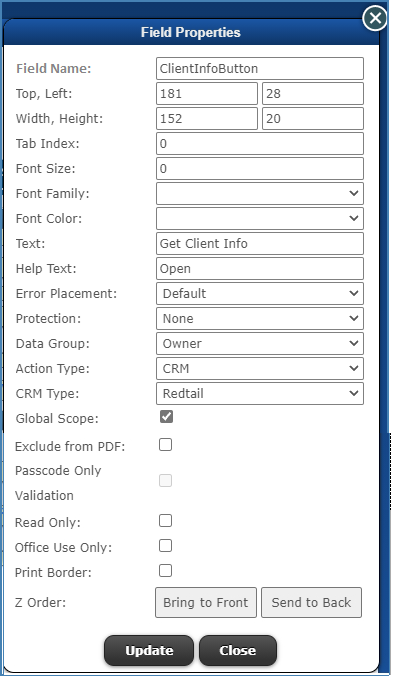 Field Properties
Field Name: ClientInfoButton
Top, Left: 181 28
Width, Height: 152 20
Tab Index: 0
Font Size: 0
Font Family:
Font Color:
Text: Get Client Info
Help Text: Open
Error Placement: Default
Protection: None
Data Group: Owner
Action Type: CRM
CRM Type: Redtail
Global Scope:
Exclude from PDF:
Passcode Only
Validation
Read Only:
Office Use Only:
Print Border:
Z Order: Bring to Front Send to Back
Update Close